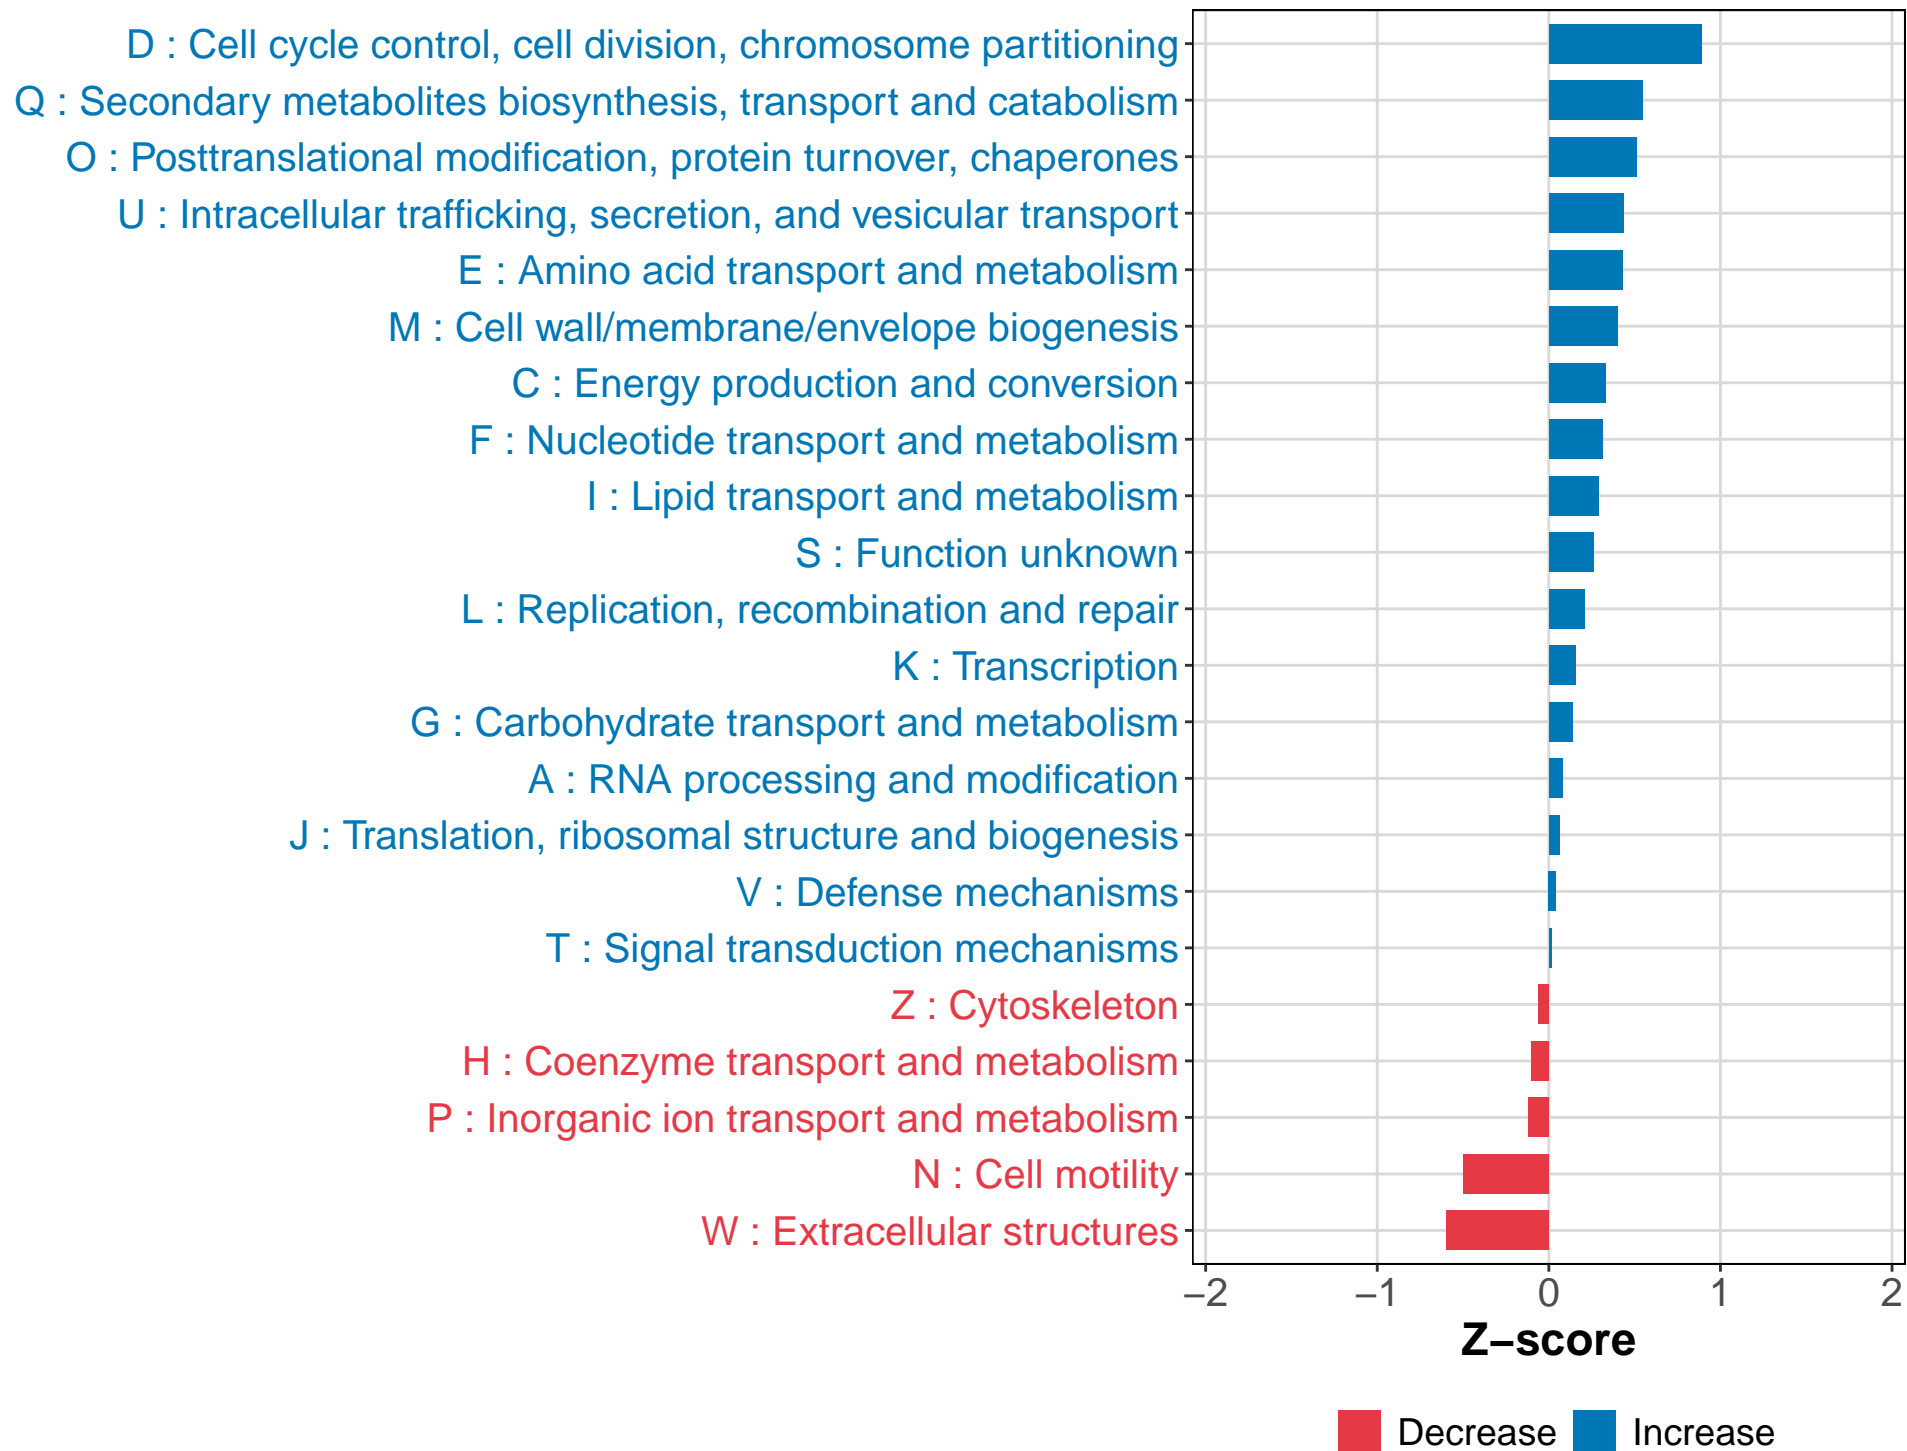 D : Cell cycle control, cell division, chromosome partitioning
Q : Secondary metabolites biosynthesis, transport and catabolism
O : Posttranslational modification, protein turnover, chaperones
U : Intracellular trafficking, secretion, and vesicular transport
E : Amino acid transport and metabolism
M : Cell wall/membrane/envelope biogenesis
C : Energy production and conversion
F : Nucleotide transport and metabolism
I : Lipid transport and metabolism
S : Function unknown
L : Replication, recombination and repair
K : Transcription
G : Carbohydrate transport and metabolism
A : RNA processing and modification
J : Translation, ribosomal structure and biogenesis
V : Defense mechanisms
T : Signal transduction mechanisms
Z : Cytoskeleton
H : Coenzyme transport and metabolism
P : Inorganic ion transport and metabolism
N : Cell motility
W : Extracellular structures
−2 −1 0 1 2
Z−score
Decrease Increase